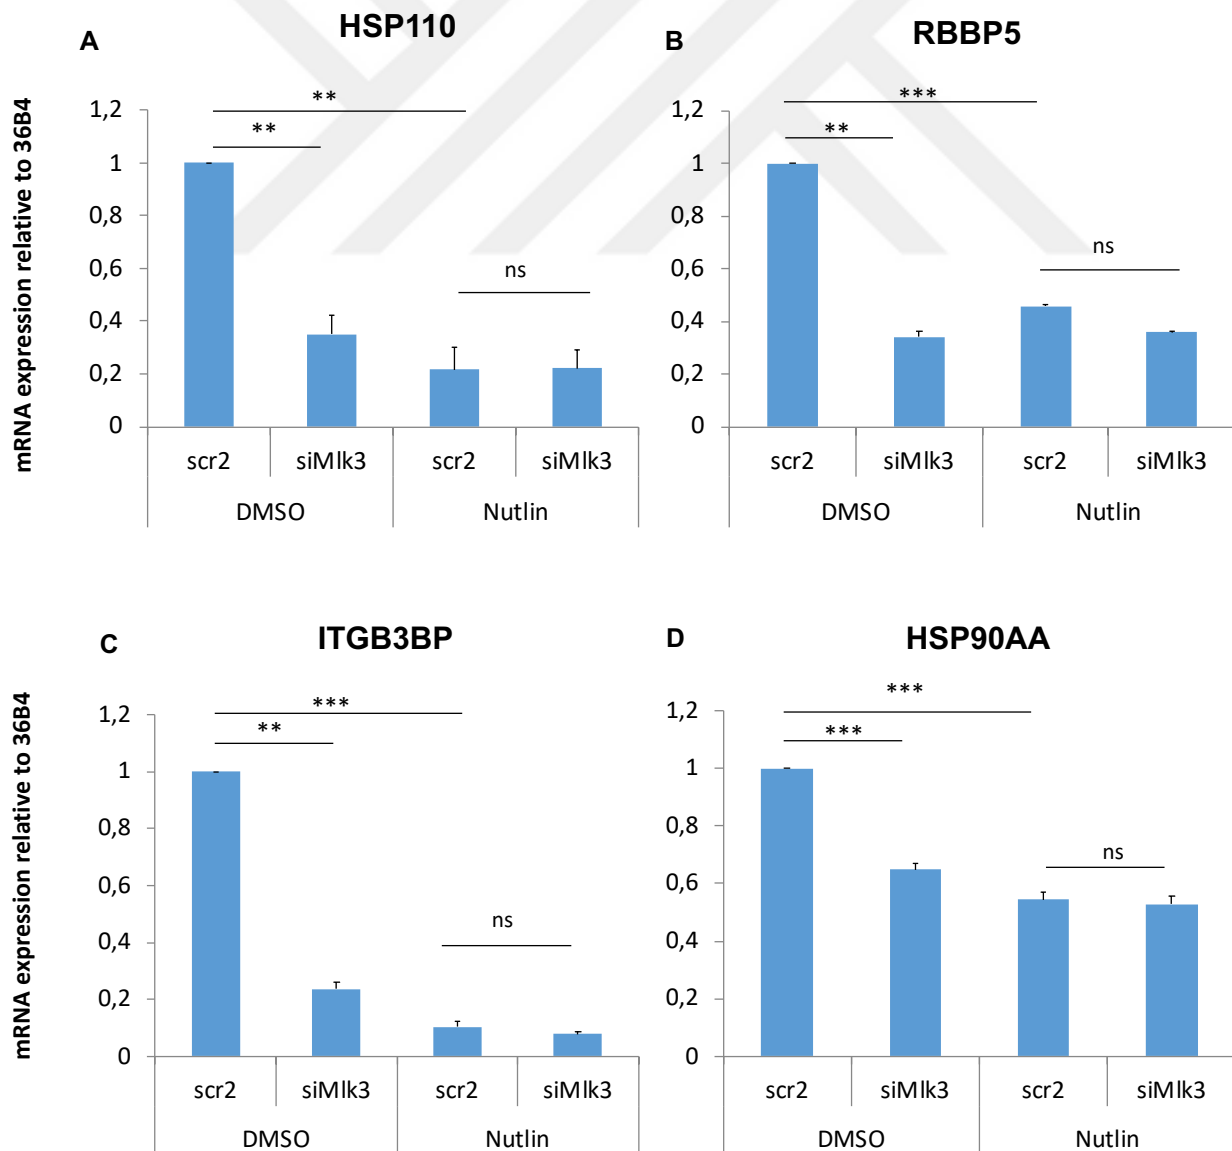 A
HSP110
mRNA expression relative to 36B4
1,2
1
0,8
0,6
0,4
0,2
0
**
**
ns
scr2 siMlk3 scr2 siMlk3
DMSO Nutlin
B
RBBP5
1,2
1
0,8
0,6
0,4
0,2
0
***
**
ns
scr2 siMlk3 scr2 siMlk3
DMSO Nutlin
C
ITGB3BP
mRNA expression relative to 36B4
1,2
1
0,8
0,6
0,4
0,2
0
***
**
ns
scr2 siMlk3 scr2 siMlk3
DMSO Nutlin
D
HSP90AA
1,2
1
0,8
0,6
0,4
0,2
0
***
***
ns
scr2 siMlk3 scr2 siMlk3
DMSO Nutlin